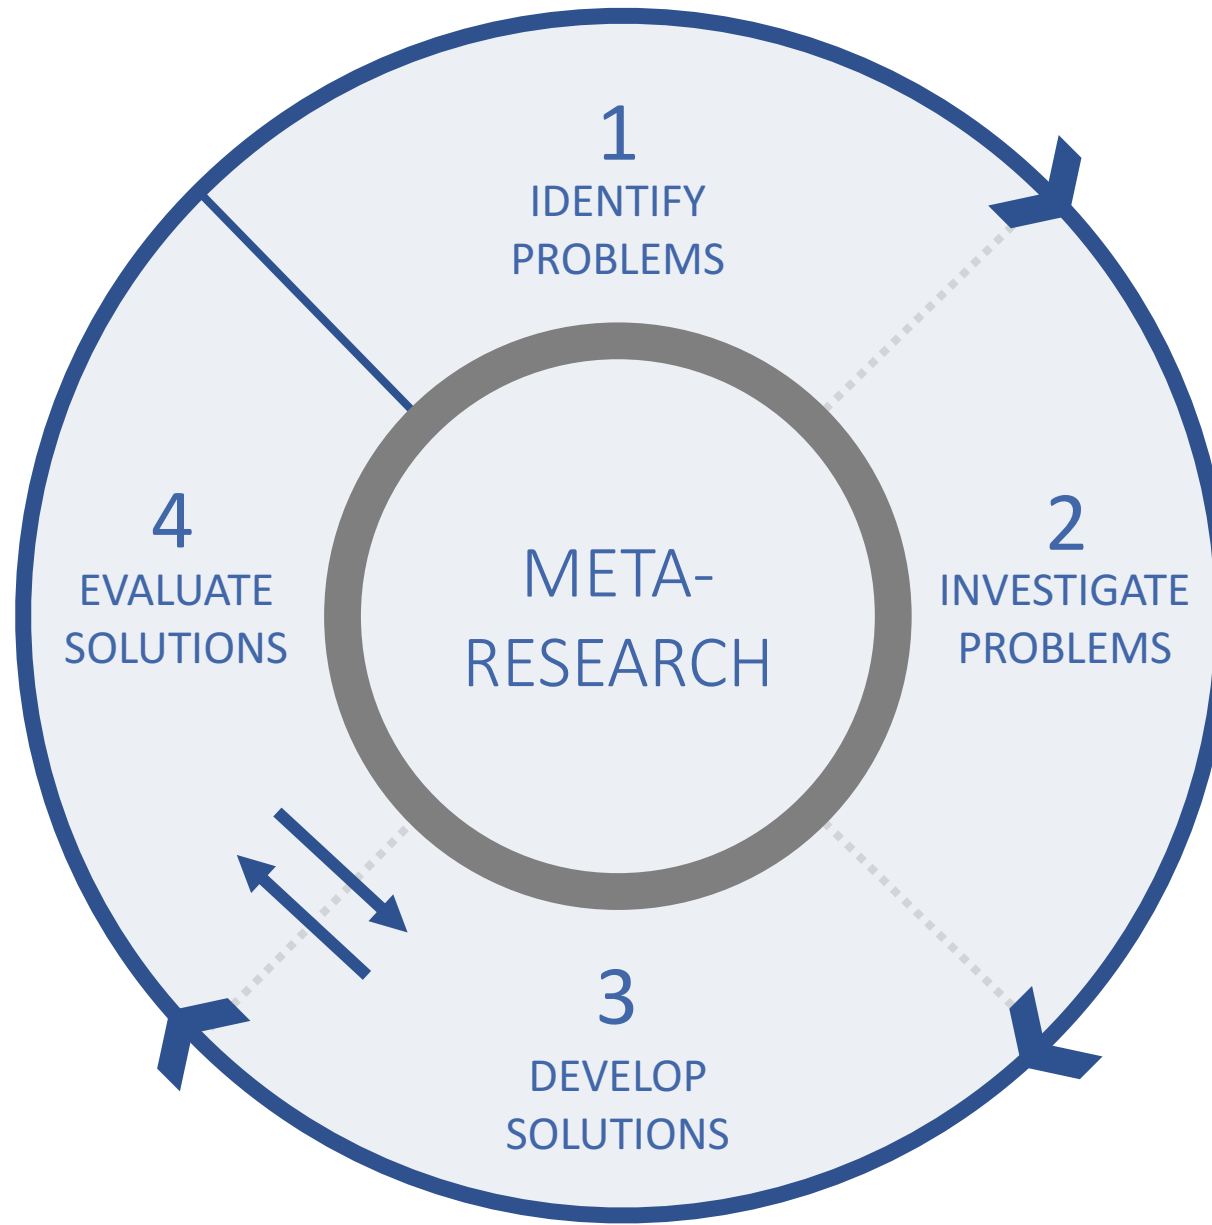 1
IDENTIFY
PROBLEMS
2
INVESTIGATE
PROBLEMS
3
DEVELOP
SOLUTIONS
4
EVALUATE
SOLUTIONS
META-
RESEARCH